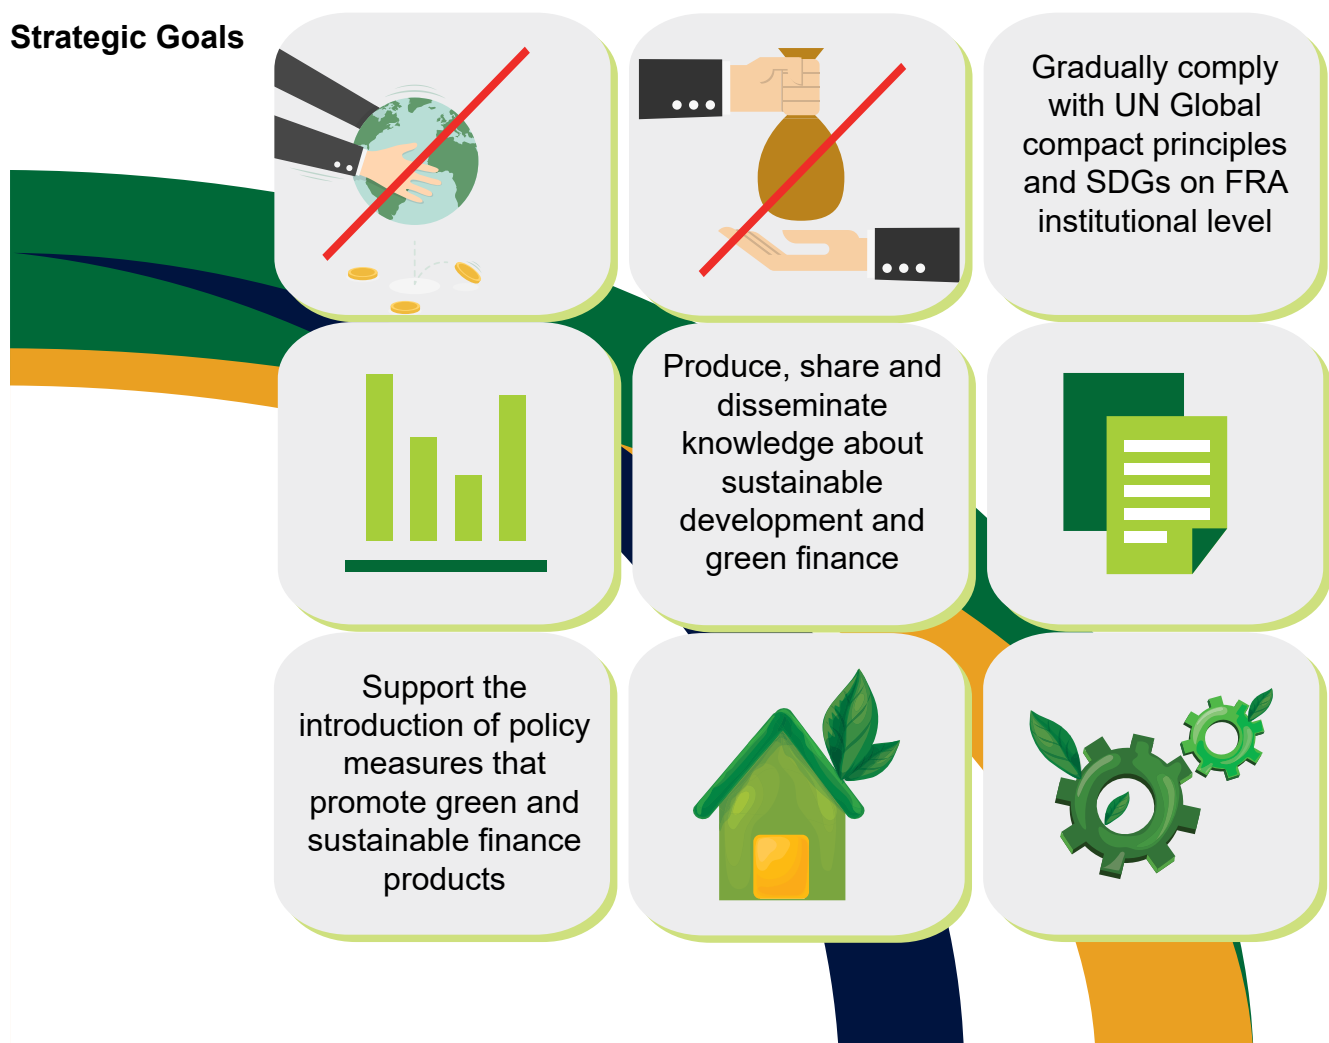 Strategic Goals
Gradually comply
with UN Global
compact principles
and SDGs on FRA
institutional level
Produce, share and
disseminate
knowledge about
sustainable
development and
green finance
Support the
introduction of policy
measures that
promote green and
sustainable finance
products